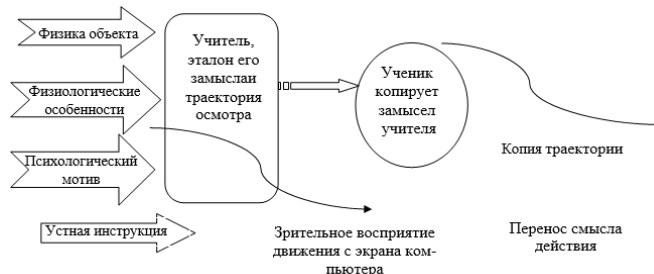 Физика объекта
Физиологические
особенности
Психологический
мотив
Устная инструкция
Учитель,
эталон его
замыслаи
траектория
осмотра
Ученик
копирует
замысел
учителя
Копия траектории
Зрительное восприятие
движения с экрана ком-
пьютера
Перенос смысла
действия